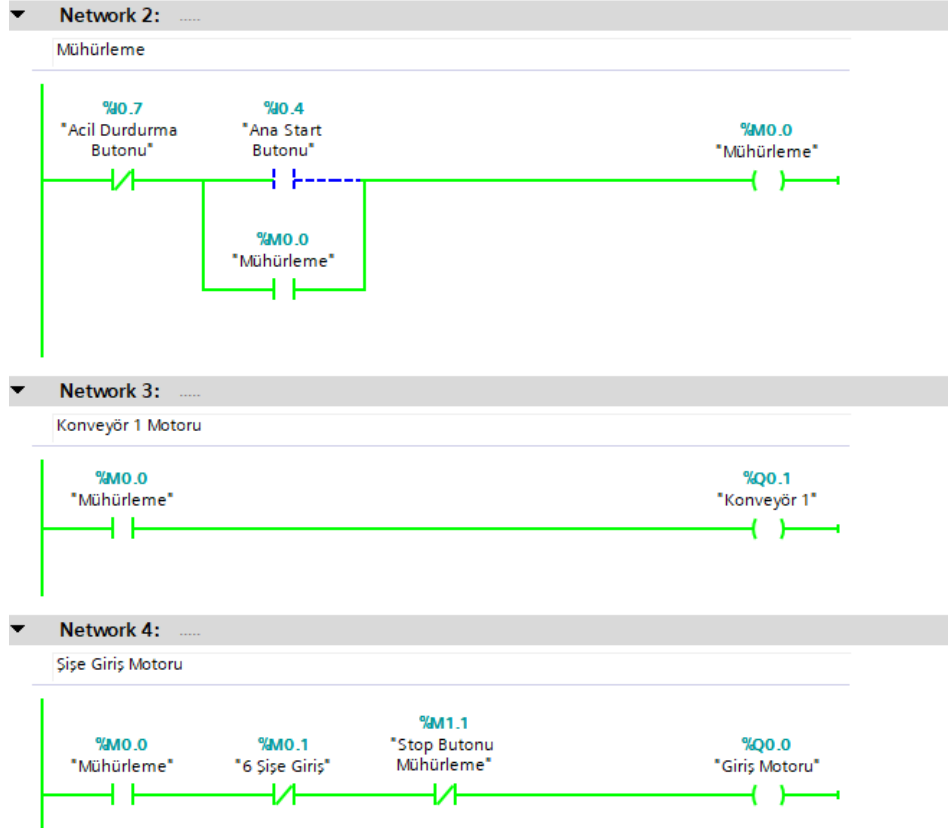 Network 2: .....
Mühürleme
%I0.7
"Acil Durdurma
Butonu"
%I0.4
"Ana Start
Butonu"
%M0.0
"Mühürleme"
%M0.0
"Mühürleme"
Network 3: .....
Konveyör 1 Motoru
%M0.0
"Mühürleme"
%Q0.1
"Konveyör 1"
Network 4: .....
Şişe Giriş Motoru
%M0.0
"Mühürleme"
%M0.1
"6 Şişe Giriş"
%M1.1
"Stop Butonu
Mühürleme"
%Q0.0
"Giriş Motoru"